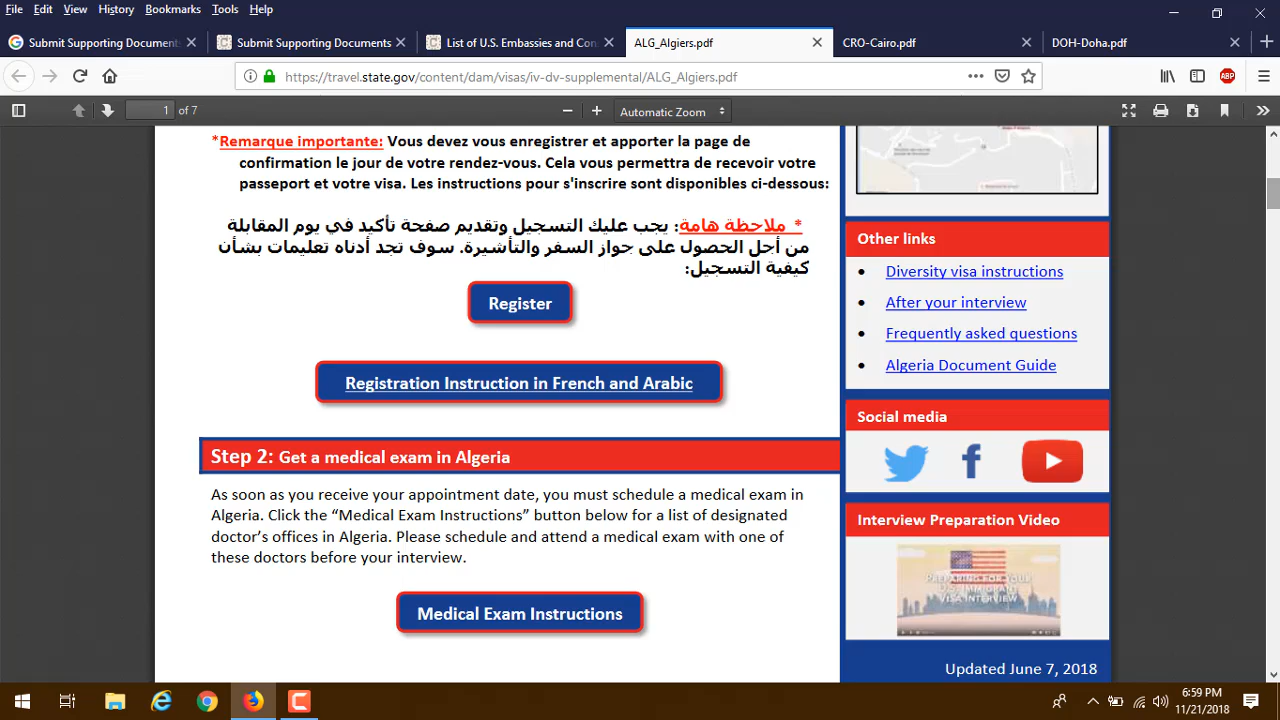 File Edit View History Bookmarks Tools Help
Submit Supporting Documents
Submit Supporting Documents
List of U.S. Embassies and Con
ALG_Algiers.pdf
CRO-Cairo.pdf
DOH-Doha.pdf
https://travel.state.gov/content/dam/visas/iv-dv-supplemental/ALG_Algiers.pdf
ABP
1 of 7
Automatic Zoom
*Remarque importante: Vous devez vous enregistrer et apporter la page de
confirmation le jour de votre rendez-vous. Cela vous permettra de recevoir votre
passeport et votre visa. Les instructions pour s'inscrire sont disponibles ci-dessous:
* ملاحظة هامة: يجب عليك التسجيل وتقديم صفحة تأكيد في يوم المقابلة
من أجل الحصول على جواز السفر والتأشيرة. سوف تجد أدناه تعليمات بشأن
كيفية التسجيل:
Register
Registration Instruction in French and Arabic
Step 2: Get a medical exam in Algeria
As soon as you receive your appointment date, you must schedule a medical exam in
Algeria. Click the “Medical Exam Instructions” button below for a list of designated
doctor’s offices in Algeria. Please schedule and attend a medical exam with one of
these doctors before your interview.
Medical Exam Instructions
Other links
• Diversity visa instructions
• After your interview
• Frequently asked questions
• Algeria Document Guide
Social media
Interview Preparation Video
PREPARING FOR YOUR
U.S. IMMIGRANT
VISA INTERVIEW
Updated June 7, 2018
6:59 PM
11/21/2018